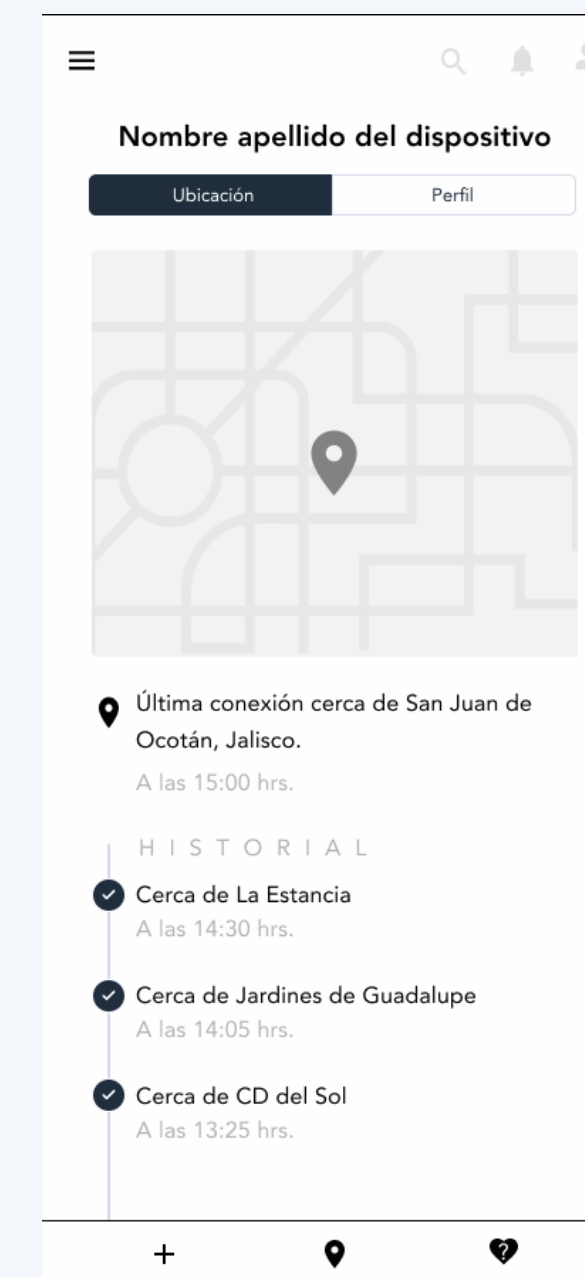 Nombre apellido del dispositivo
Ubicación
Perfil
Última conexión cerca de San Juan de
Ocotán, Jalisco.
A las 15:00 hrs.
HISTORIAL
Cerca de La Estancia
A las 14:30 hrs.
Cerca de Jardines de Guadalupe
A las 14:05 hrs.
Cerca de CD del Sol
A las 13:25 hrs.
+
?